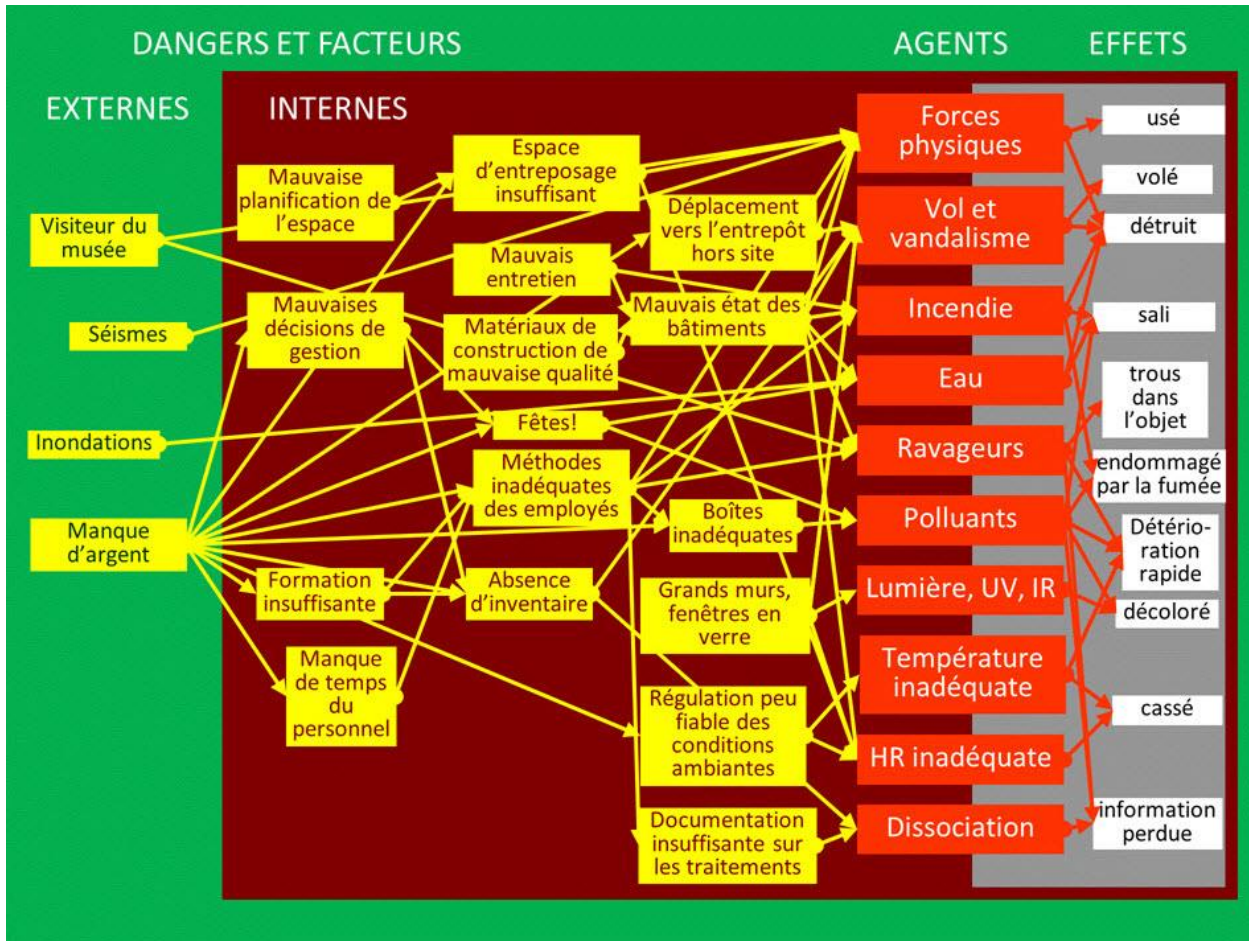 DANGERS ET FACTEURS
AGENTS
EFFETS
EXTERNES
INTERNES
Visiteur du
musée
Séismes
Inondations
Manque
d'argent
Mauvaise
planification de
l'espace
Mauvaises
décisions de
gestion
Formation
insuffisante
Manque
de temps
du
personnel
Espace
d'entreposage
insuffisant
Mauvais
entretien
Matériaux de
construction de
mauvaise qualité
Fêtes!
Méthodes
inadéquates
des employés
Absence
d'inventaire
Déplacement
vers l'entrepôt
hors site
Mauvais état des
bâtiments
Boîtes
inadéquates
Grands murs,
fenêtres en
verre
Régulation peu
fiable des
conditions
ambiantes
Documentation
insuffisante sur
les traitements
Forces
physiques
Vol et
vandalisme
Incendie
Eau
Ravageurs
Polluants
Lumière, UV, IR
Température
inadéquate
HR inadéquate
Dissociation
usé
volé
détruit
sali
trous
dans
l'objet
endommagé
par la fumée
Détério-
ration
rapide
décoloré
cassé
information
perdue